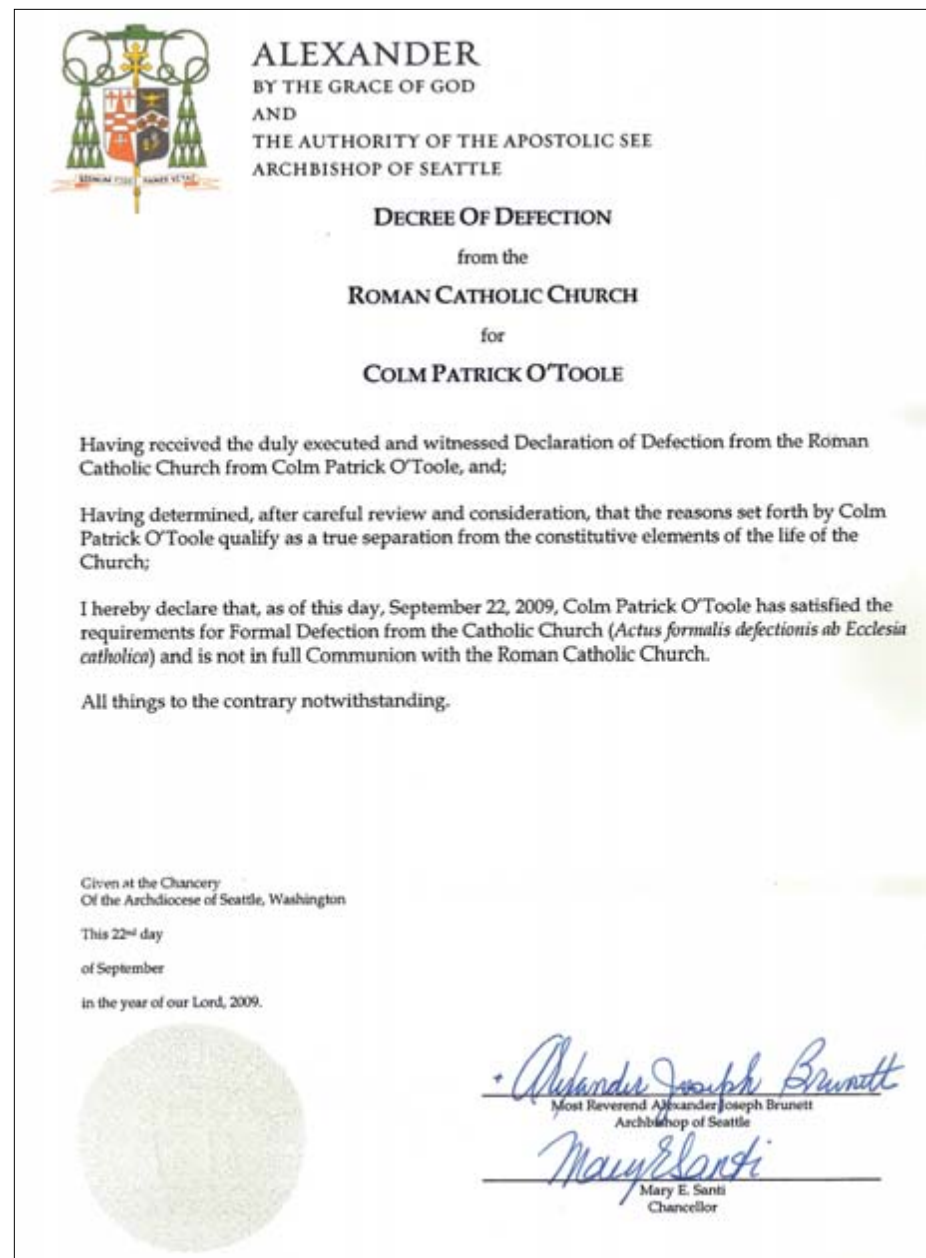 ALEXANDER
BY THE GRACE OF GOD
AND
THE AUTHORITY OF THE APOSTOLIC SEE
ARCHBISHOP OF SEATTLE
DECREE OF DEFECTION
from the
ROMAN CATHOLIC CHURCH
for
COLM PATRICK O'TOOLE
Having received the duly executed and witnessed Declaration of Defection from the Roman
Catholic Church from Colm Patrick O'Toole, and;
Having determined, after careful review and consideration, that the reasons set forth by Colm
Patrick O'Toole qualify as a true separation from the constitutive elements of the life of the
Church;
I hereby declare that, as of this day, September 22, 2009, Colm Patrick O'Toole has satisfied the
requirements for Formal Defection from the Catholic Church (Actus formalis defectionis ab Ecclesia
catholica) and is not in full Communion with the Roman Catholic Church.
All things to the contrary notwithstanding.
Given at the Chancery
Of the Archdiocese of Seattle, Washington
This 22nd day
of September
in the year of our Lord, 2009.
+ Alexander Joseph Brunett
Most Reverend Alexander Joseph Brunett
Archbishop of Seattle
Mary E Santi
Mary E. Santi
Chancellor